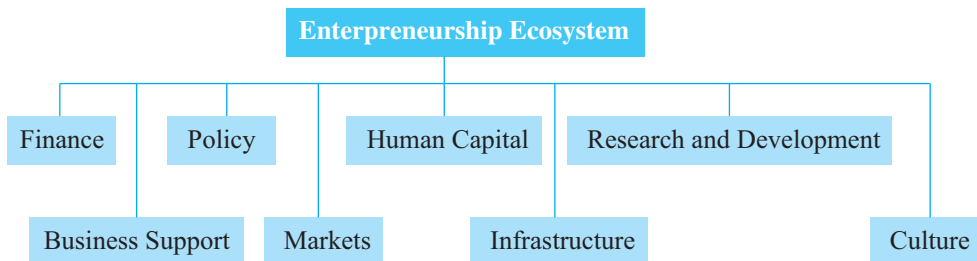 Enterpreneurship Ecosystem
Finance
Policy
Human Capital
Research and Development
Business Support
Markets
Infrastructure
Culture